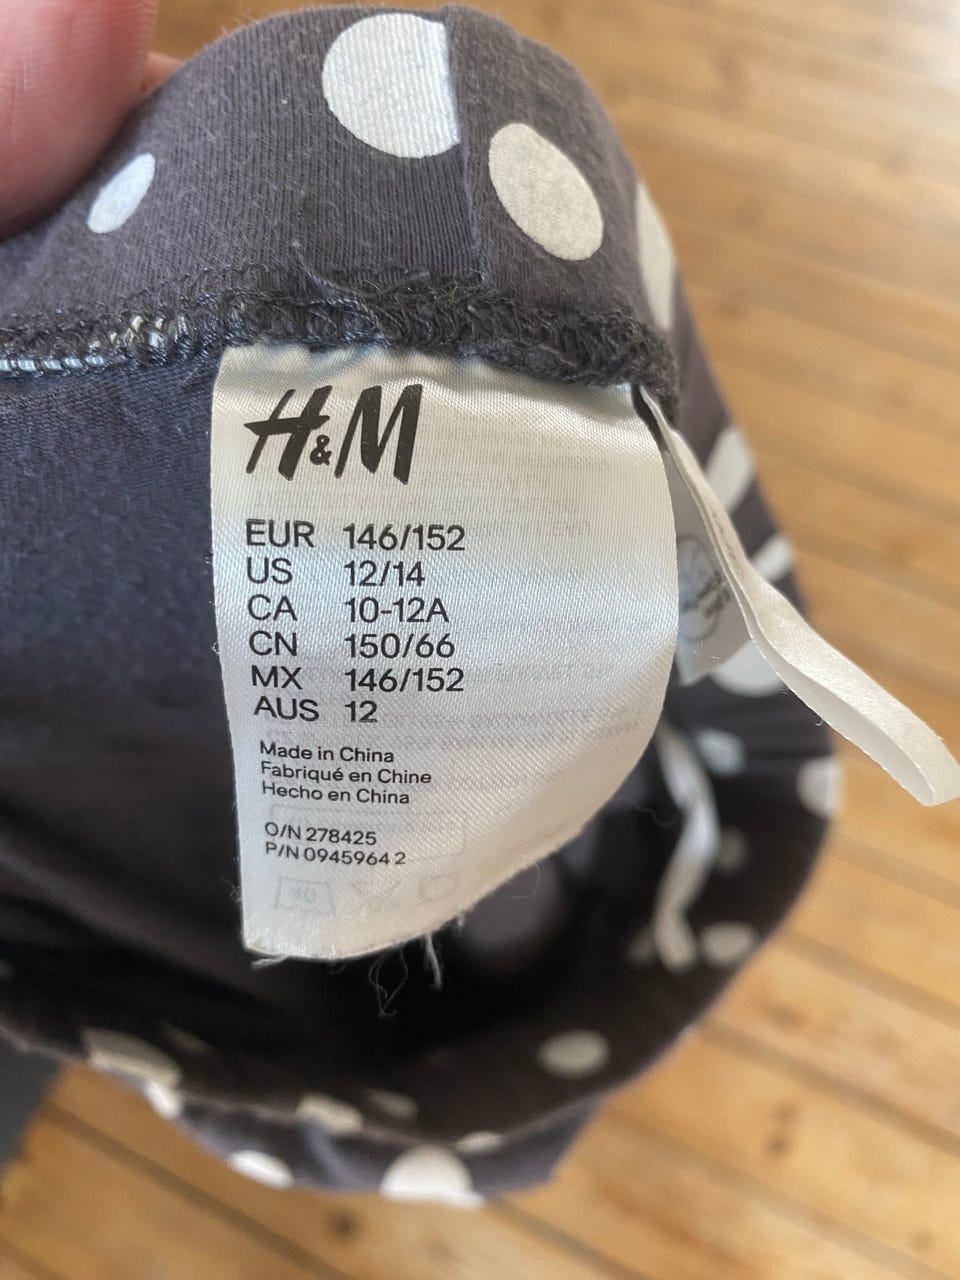 H&M
EUR 146/152
US 12/14
CA 10-12A
CN 150/66
MX 146/152
AUS 12
Made in China
Fabriqué en Chine
Hecho en China
O/N 278425
P/N 0945964 2